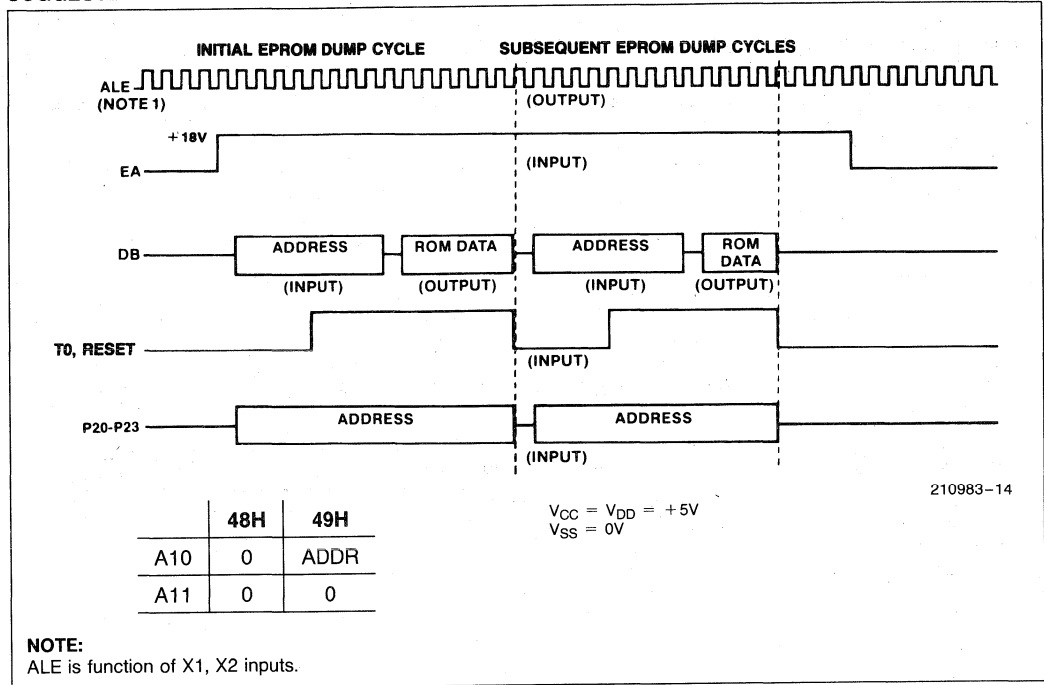 INITIAL EPROM DUMP CYCLE SUBSEQUENT EPROM DUMP CYCLES
ALE
(NOTE 1)
(OUTPUT)
+18V
EA
(INPUT)
DB
ADDRESS
ROM DATA
ADDRESS
ROM
DATA
(INPUT)
(OUTPUT)
(INPUT)
(OUTPUT)
T0, RESET
(INPUT)
P20-P23
ADDRESS
ADDRESS
(INPUT)
210983-14
48H 49H
A10 0 ADDR
A11 0 0
VCC = VDD = +5V
VSS = 0V
NOTE:
ALE is function of X1, X2 inputs.